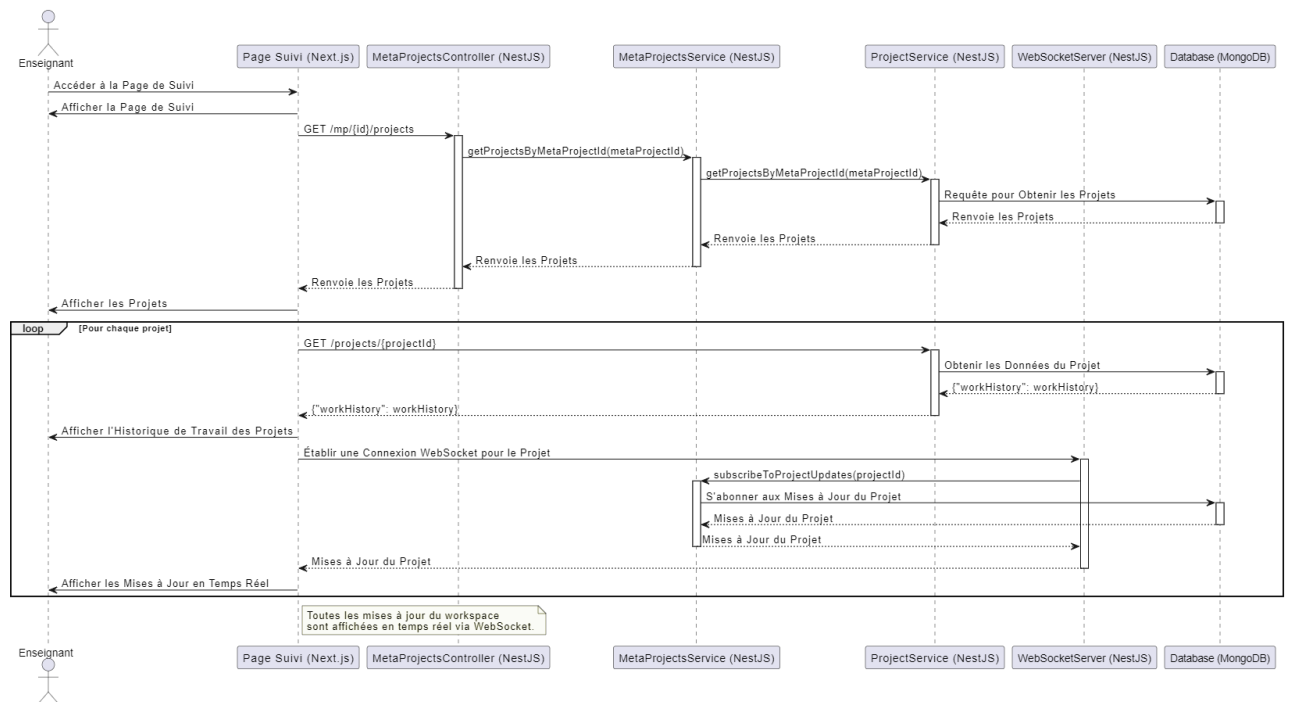 Enseignant
Page Suivi (Next.js)
MetaProjectsController (NestJS)
MetaProjectsService (NestJS)
ProjectService (NestJS)
WebSocketServer (NestJS)
Database (MongoDB)
Accéder à la Page de Suivi
Afficher la Page de Suivi
GET /mp/{id}/projects
getProjectsByMetaProjectId(metaProjectId)
getProjectsByMetaProjectId(metaProjectId)
Requête pour Obtenir les Projets
Renvoie les Projets
Renvoie les Projets
Renvoie les Projets
Renvoie les Projets
Afficher les Projets
loop
[Pour chaque projet]
GET /projects/{projectId}
Obtenir les Données du Projet
{"workHistory": workHistory}
{"workHistory": workHistory}
Afficher l'Historique de Travail des Projets
Établir une Connexion WebSocket pour le Projet
subscribeToProjectUpdates(projectId)
S'abonner aux Mises à Jour du Projet
Mises à Jour du Projet
Mises à Jour du Projet
Mises à Jour du Projet
Afficher les Mises à Jour en Temps Réel
Toutes les mises à jour du workspace
sont affichées en temps réel via WebSocket.
Enseignant
Page Suivi (Next.js)
MetaProjectsController (NestJS)
MetaProjectsService (NestJS)
ProjectService (NestJS)
WebSocketServer (NestJS)
Database (MongoDB)